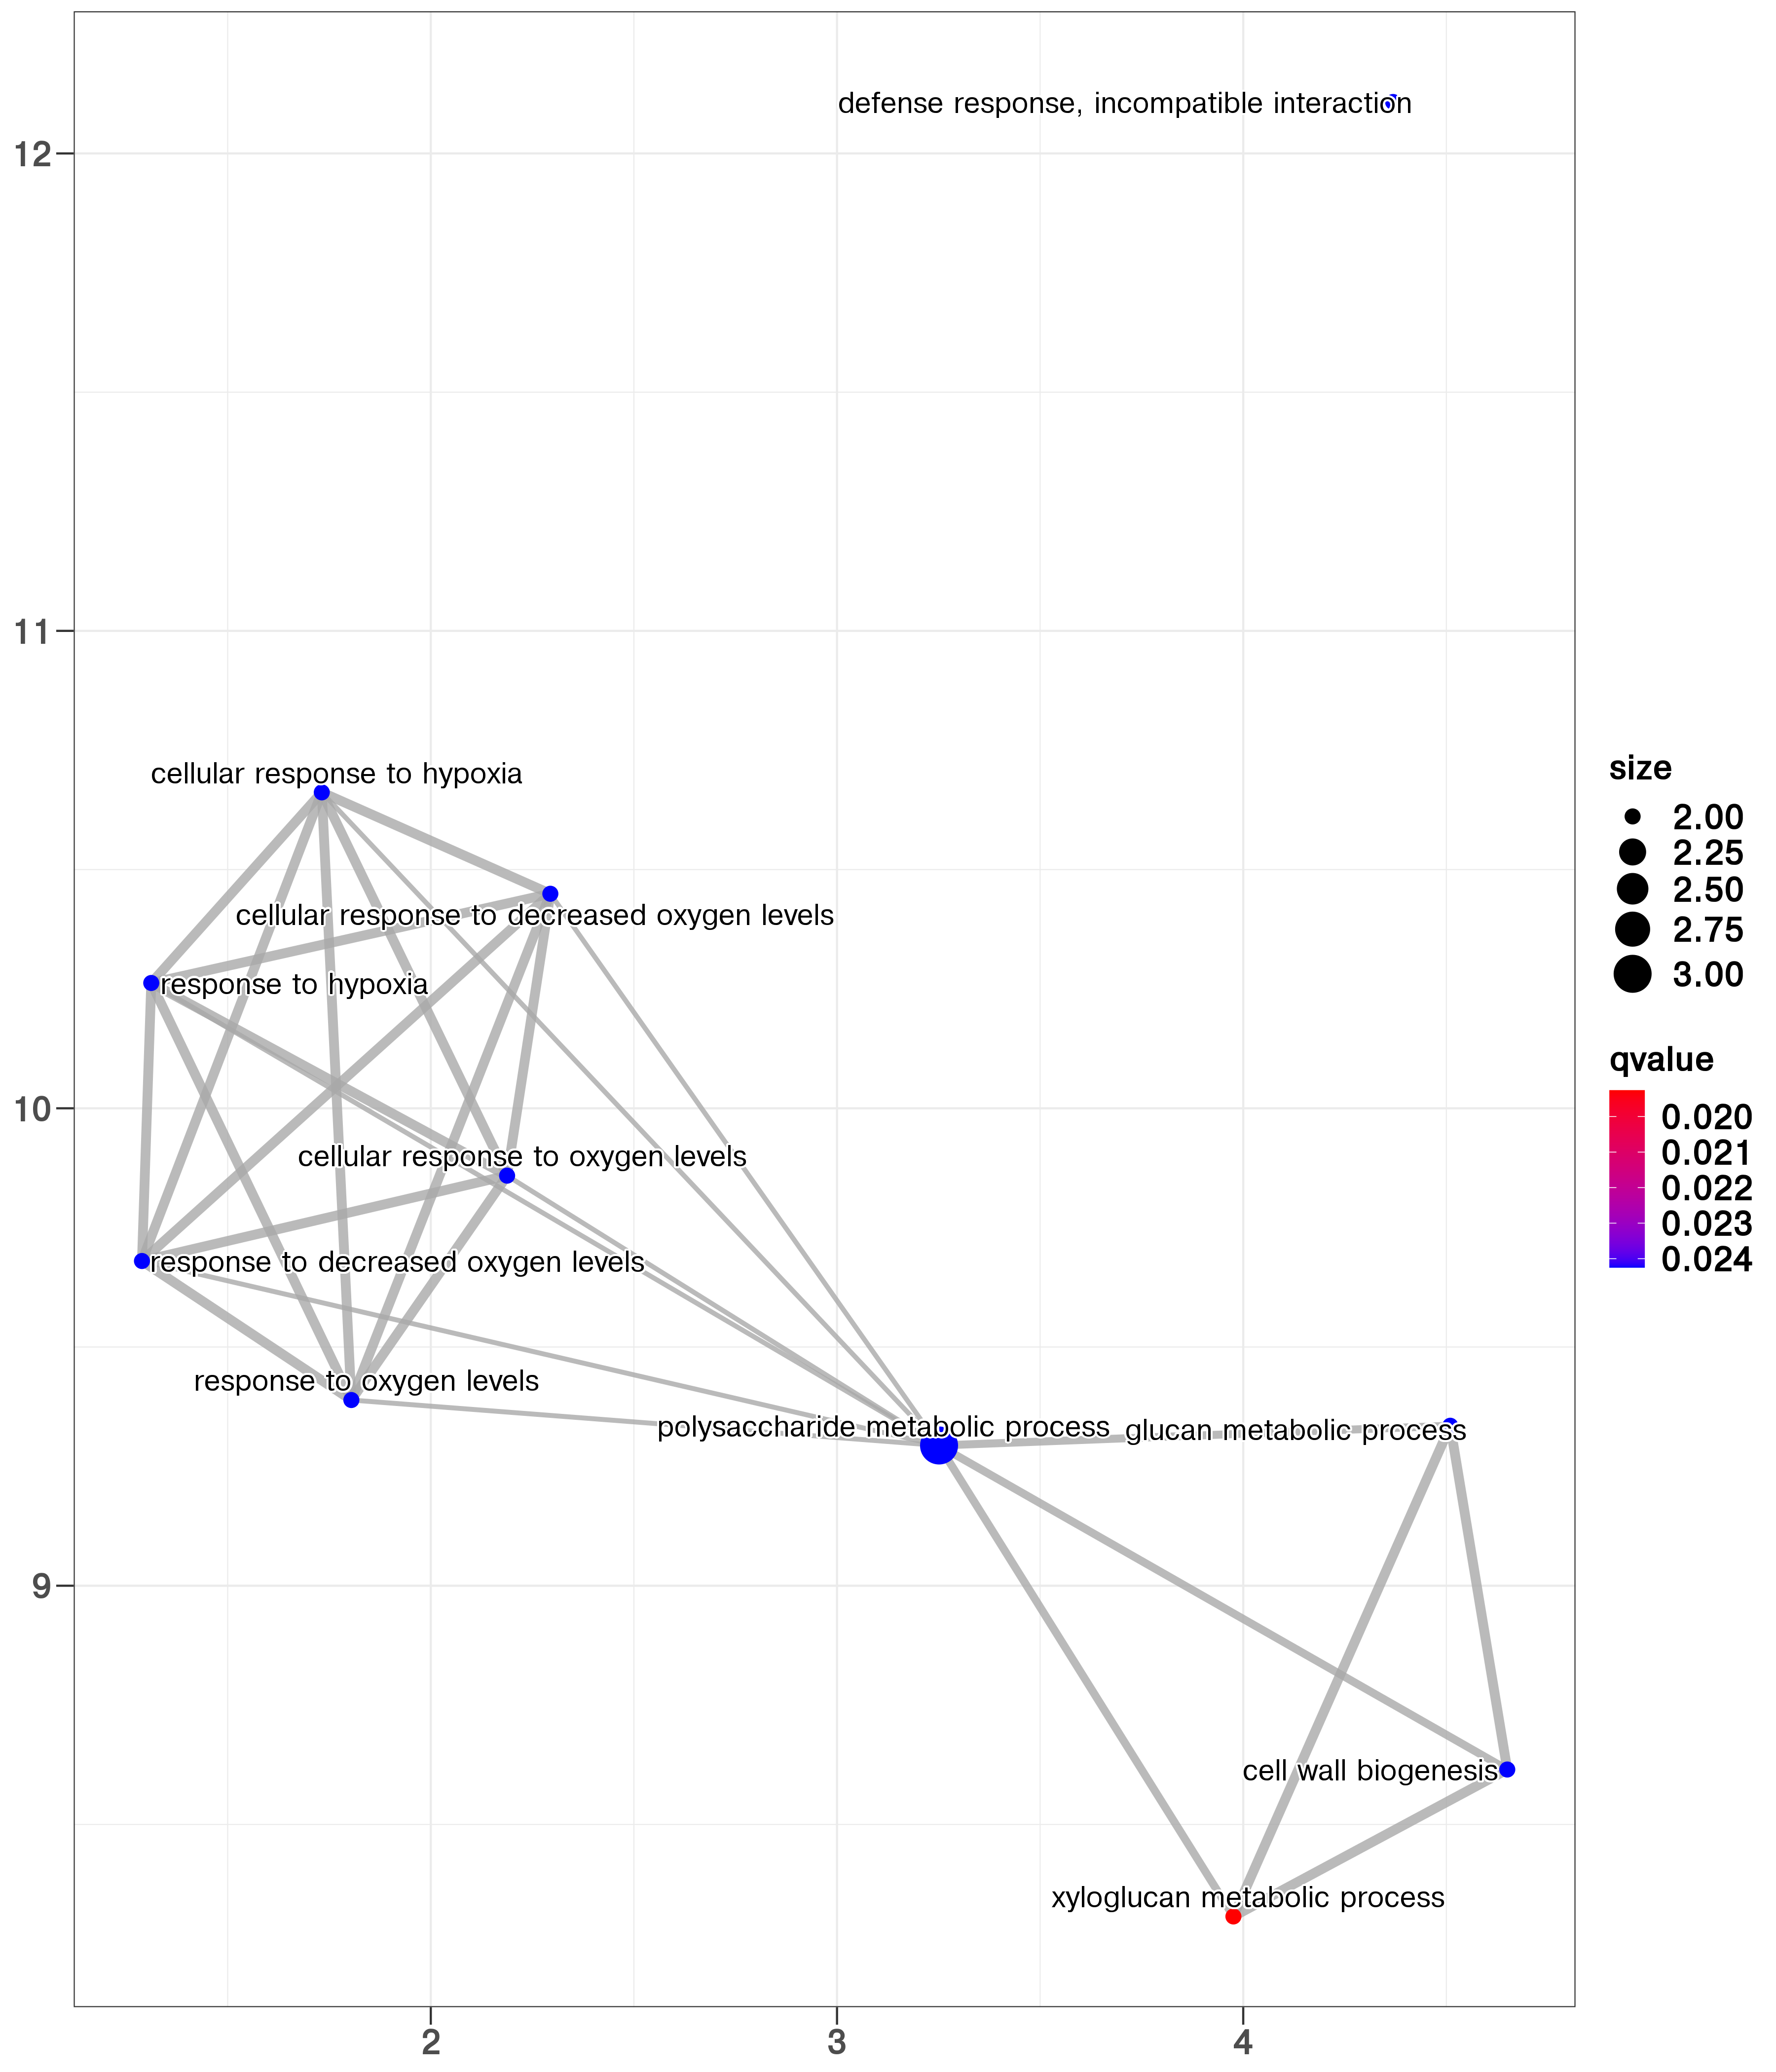 defense response, incompatible interaction
12
11
cellular response to hypoxia
size
2.00
2.25
cellular response to decreased oxygen levels
2.50
2.75
response to hypoxia
3.00
qvalue
10
0.020
0.021
cellular response to oxygen levels
0.022
0.023
response to decreased oxygen levels
0.024
response to oxygen levels
polysaccharide metabolic process
glucan metabolic process
9
cell wall biogenesis
xyloglucan metabolic process
2
3
4